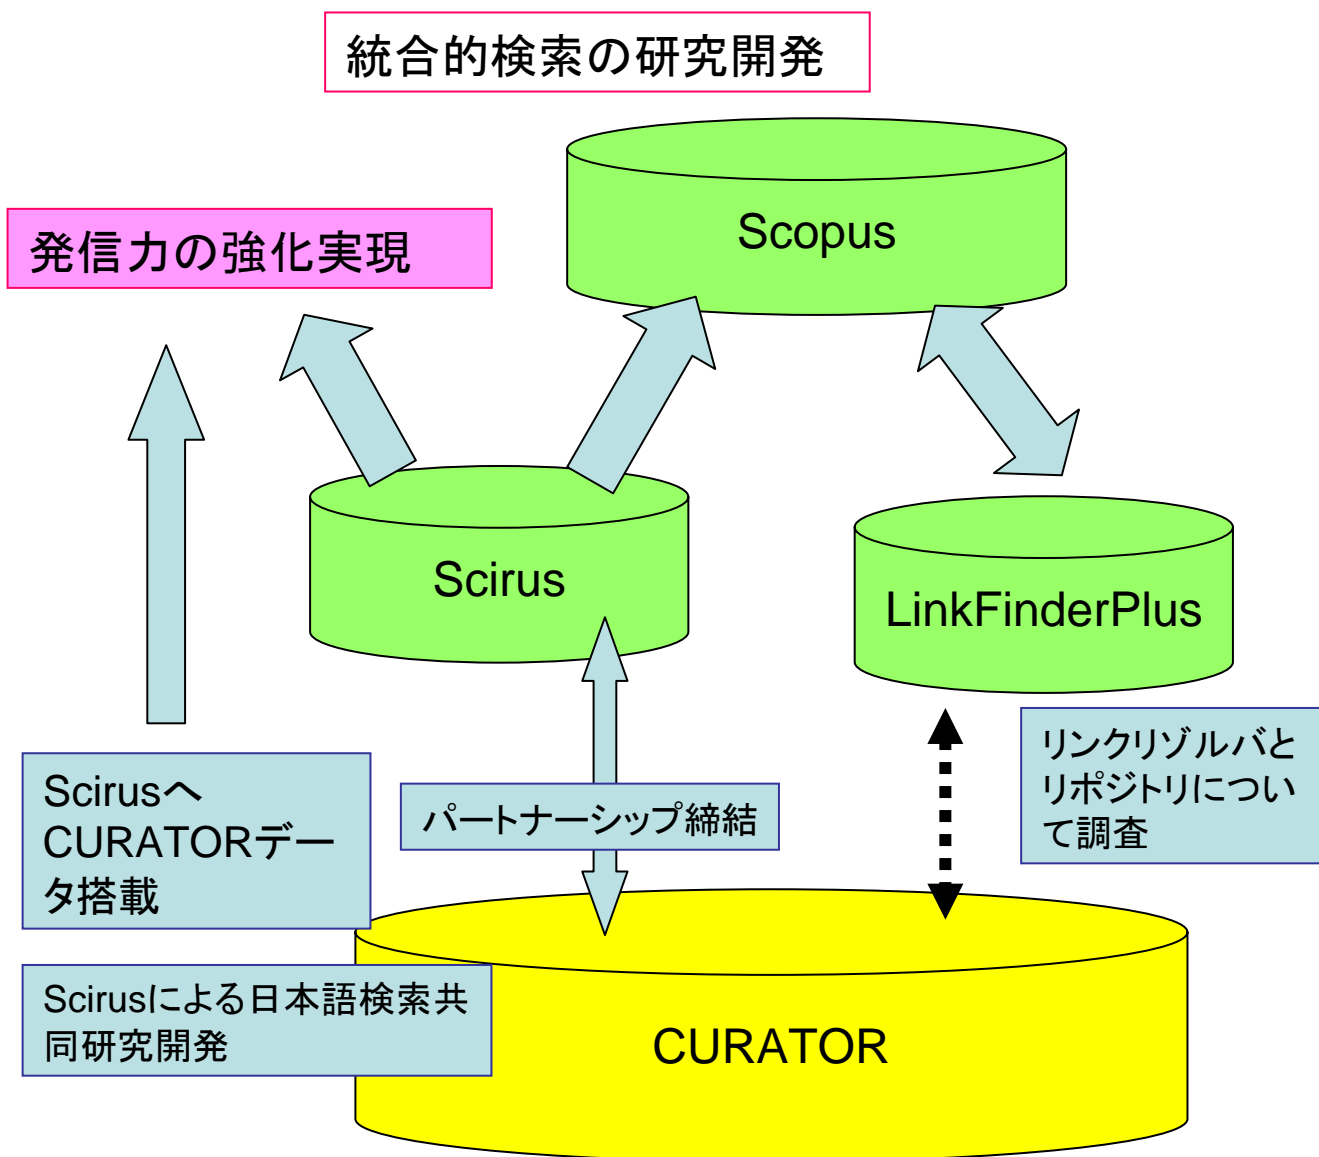 統合的検索の研究開発
Scopus
発信力の強化実現
Scirus
LinkFinderPlus
Scirusへ
CURATORデー
タ搭載
パートナーシップ締結
リンクリゾルバと
リポジトリについ
て調査
Scirusによる日本語検索共
同研究開発
CURATOR